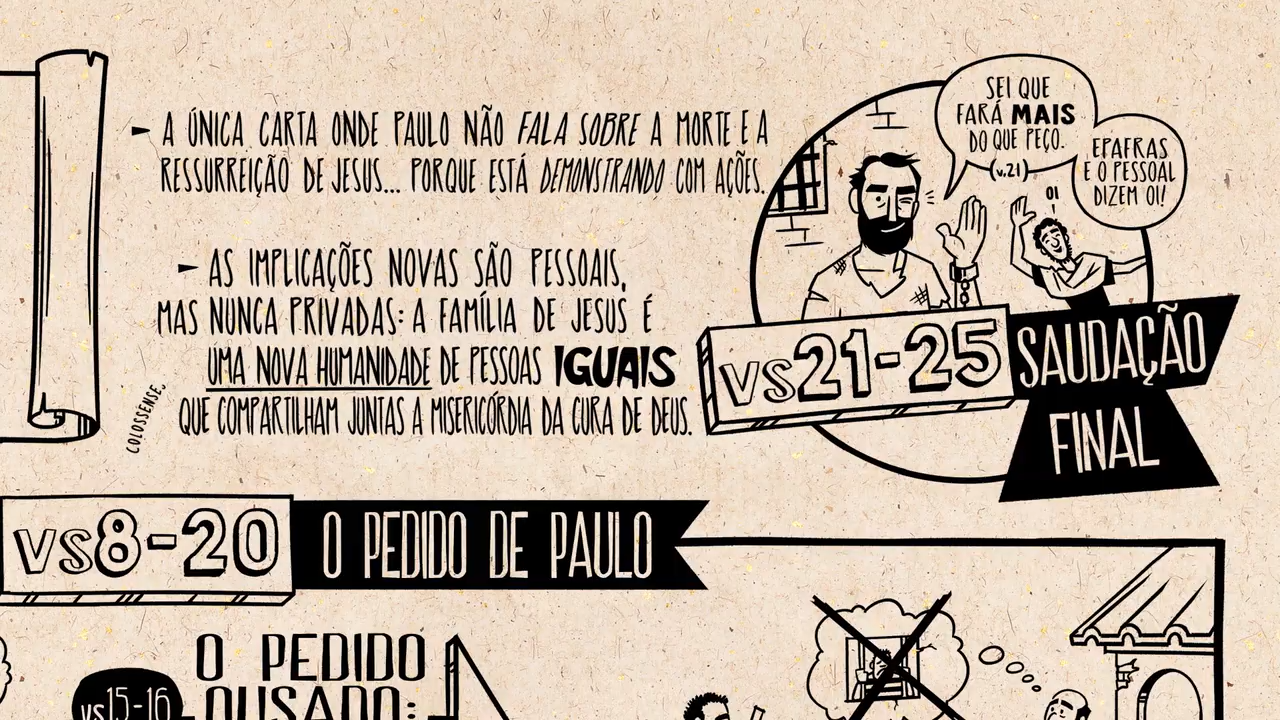 A ÚNICA CARTA ONDE PAULO NÃO FALA SOBRE A MORTE E A
RESSURREIÇÃO DE JESUS... PORQUE ESTÁ DEMONSTRANDO COM AÇÕES.
AS IMPLICAÇÕES NOVAS SÃO PESSOAIS,
MAS NUNCA PRIVADAS: A FAMÍLIA DE JESUS É
UMA NOVA HUMANIDADE DE PESSOAS IGUAIS
QUE COMPARTILHAM JUNTAS A MISERICÓRDIA DA CURA DE DEUS.
COLOSSENSE
SEI QUE
FARÁ MAIS
DO QUE PEÇO.
(v.21)
EPAFRAS
E O PESSOAL
DIZEM OI!
OI
vs21-25 SAUDAÇÃO
FINAL
vs8-20 O PEDIDO DE PAULO
O PEDIDO
OUSADO:
vs15-16